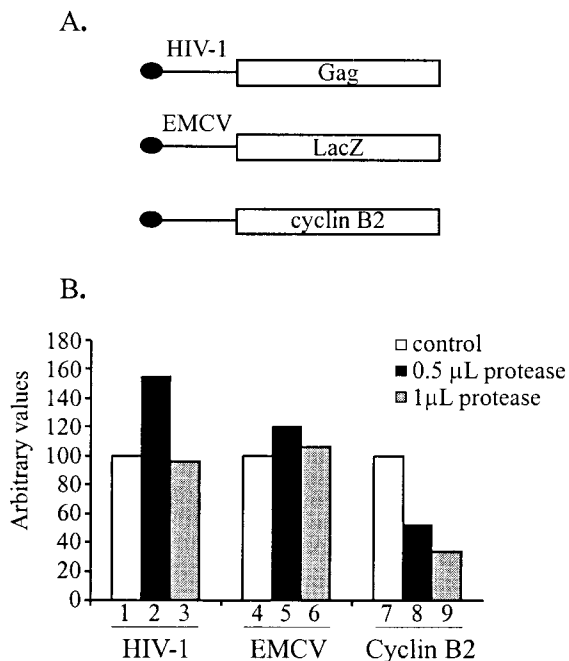 A.
HIV-1
Gag
EMCV
LacZ
cyclin B2
B.
180
160
140
120
100
80
60
40
20
0
Arbitrary values
control
0.5 µL protease
1µL protease
1 2 3 4 5 6 7 8 9
HIV-1 EMCV Cyclin B2